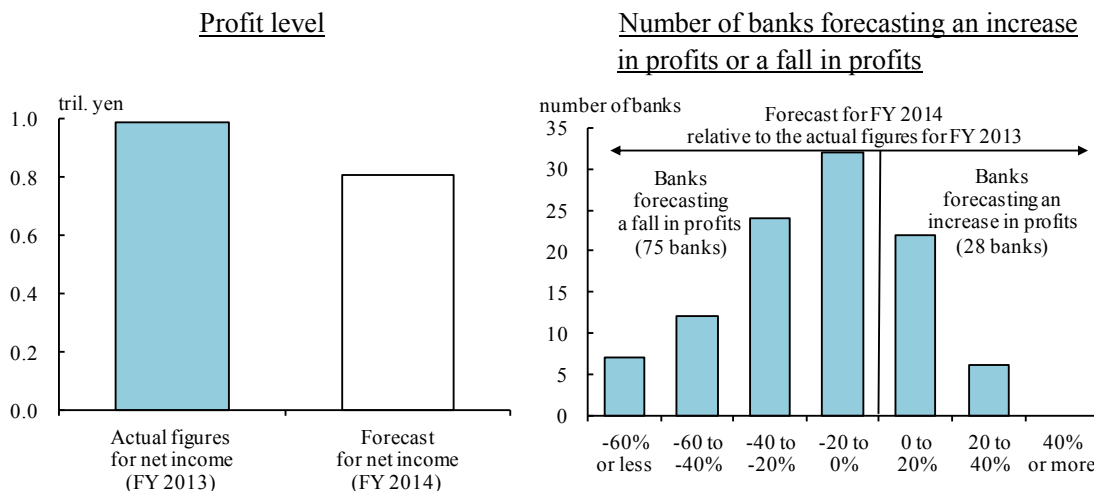 Profit level
tril. yen
1.0
0.8
0.6
0.4
0.2
0.0
Actual figures
for net income
(FY 2013)
Forecast
for net income
(FY 2014)
Number of banks forecasting an increase
in profits or a fall in profits
number of banks
Forecast for FY 2014
relative to the actual figures for FY 2013
35
30
25
20
15
10
5
0
Banks
forecasting
a fall in profits
(75 banks)
Banks
forecasting an
increase in profits
(28 banks)
-60%
or less
-60 to
-40%
-40 to
-20%
-20 to
0%
0 to
20%
20 to
40%
40%
or more